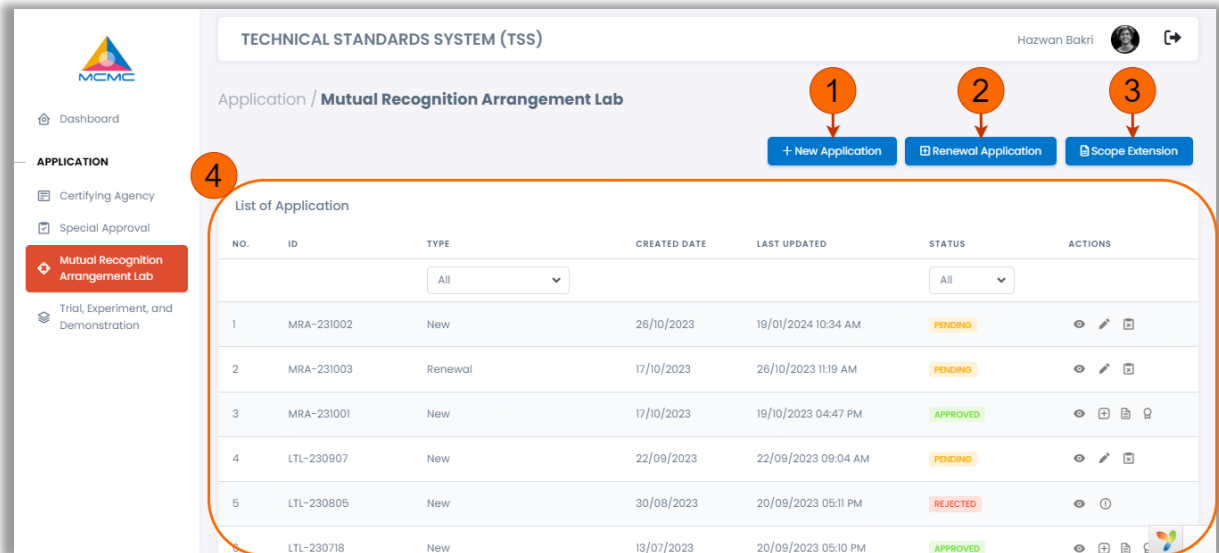 TECHNICAL STANDARDS SYSTEM (TSS)
Hazwan Bakri
MCMC
Application / Mutual Recognition Arrangement Lab
1
2
3
Dashboard
+ New Application
Renewal Application
Scope Extension
APPLICATION
4
Certifying Agency
Special Approval
Mutual Recognition
Arrangement Lab
Trial, Experiment, and
Demonstration
List of Application
NO. ID TYPE CREATED DATE LAST UPDATED STATUS ACTIONS
All All
1 MRA-231002 New 26/10/2023 19/01/2024 10:34 AM PENDING
2 MRA-231003 Renewal 17/10/2023 26/10/2023 11:19 AM PENDING
3 MRA-231001 New 17/10/2023 19/10/2023 04:47 PM APPROVED
4 LTL-230907 New 22/09/2023 22/09/2023 09:04 AM PENDING
5 LTL-230805 New 30/08/2023 20/09/2023 05:11 PM REJECTED
6 LTL-230718 New 13/07/2023 20/09/2023 05:10 PM APPROVED